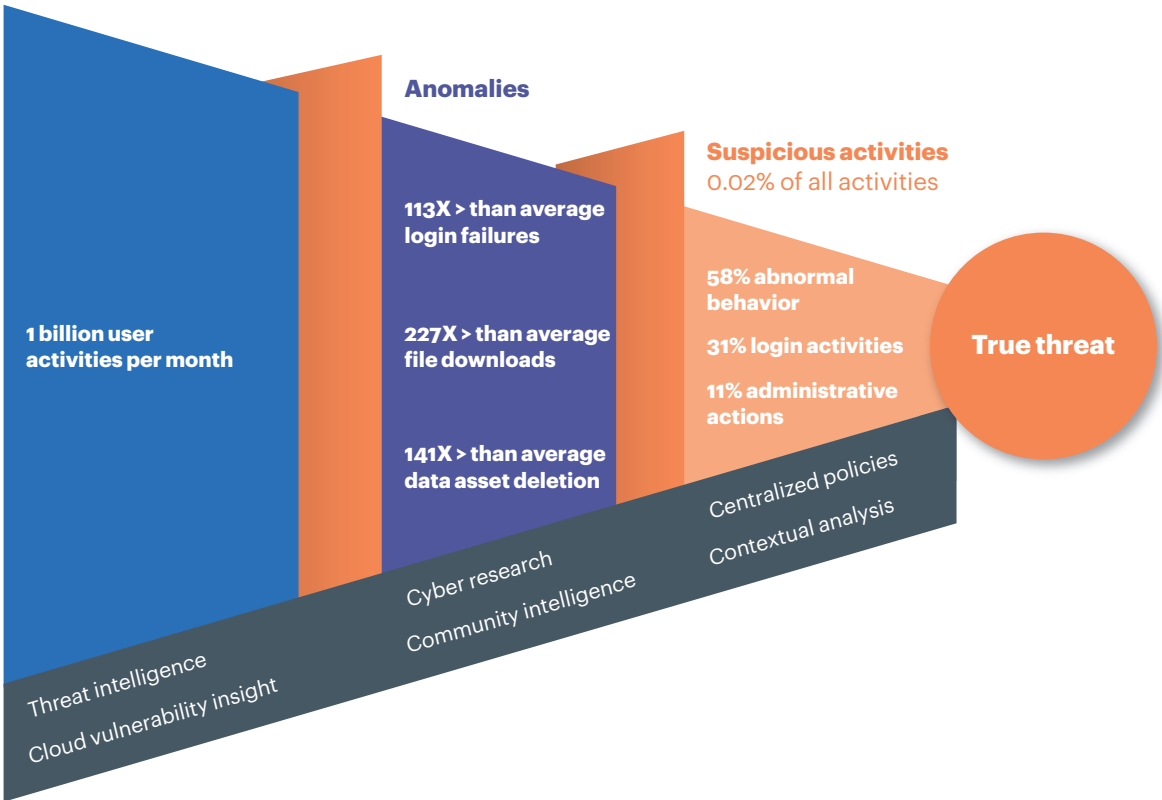 1 billion user
activities per month
Anomalies
113X > than average
login failures
227X > than average
file downloads
141X > than average
data asset deletion
Suspicious activities
0.02% of all activities
58% abnormal
behavior
31% login activities
11% administrative
actions
True threat
Threat intelligence
Cloud vulnerability insight
Cyber research
Community intelligence
Centralized policies
Contextual analysis